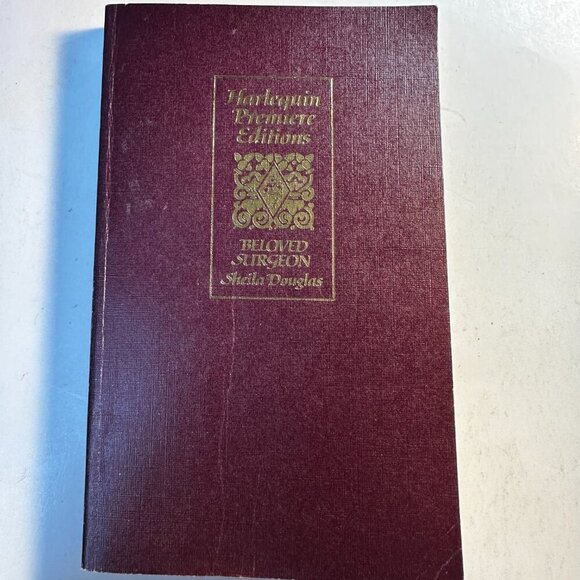 Harlequin
Premiere
Editions
BELOVED
SURGEON
Sheila Douglas